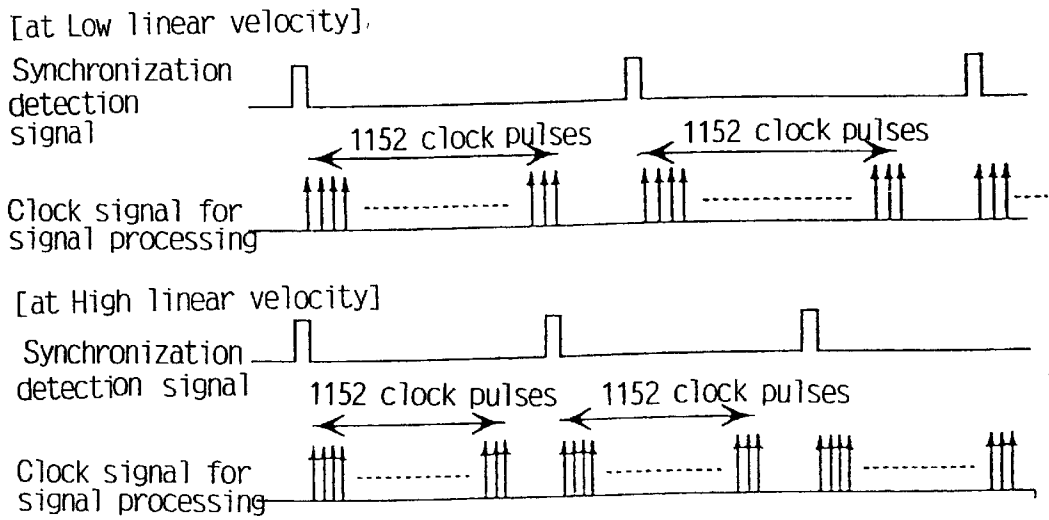 [at Low linear velocity]
Synchronization
detection
signal
1152 clock pulses 1152 clock pulses
Clock signal for
signal processing
[at High linear velocity]
Synchronization
detection signal
1152 clock pulses 1152 clock pulses
Clock signal for
signal processing